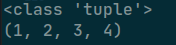 <class 'tuple'>
(1, 2, 3, 4)